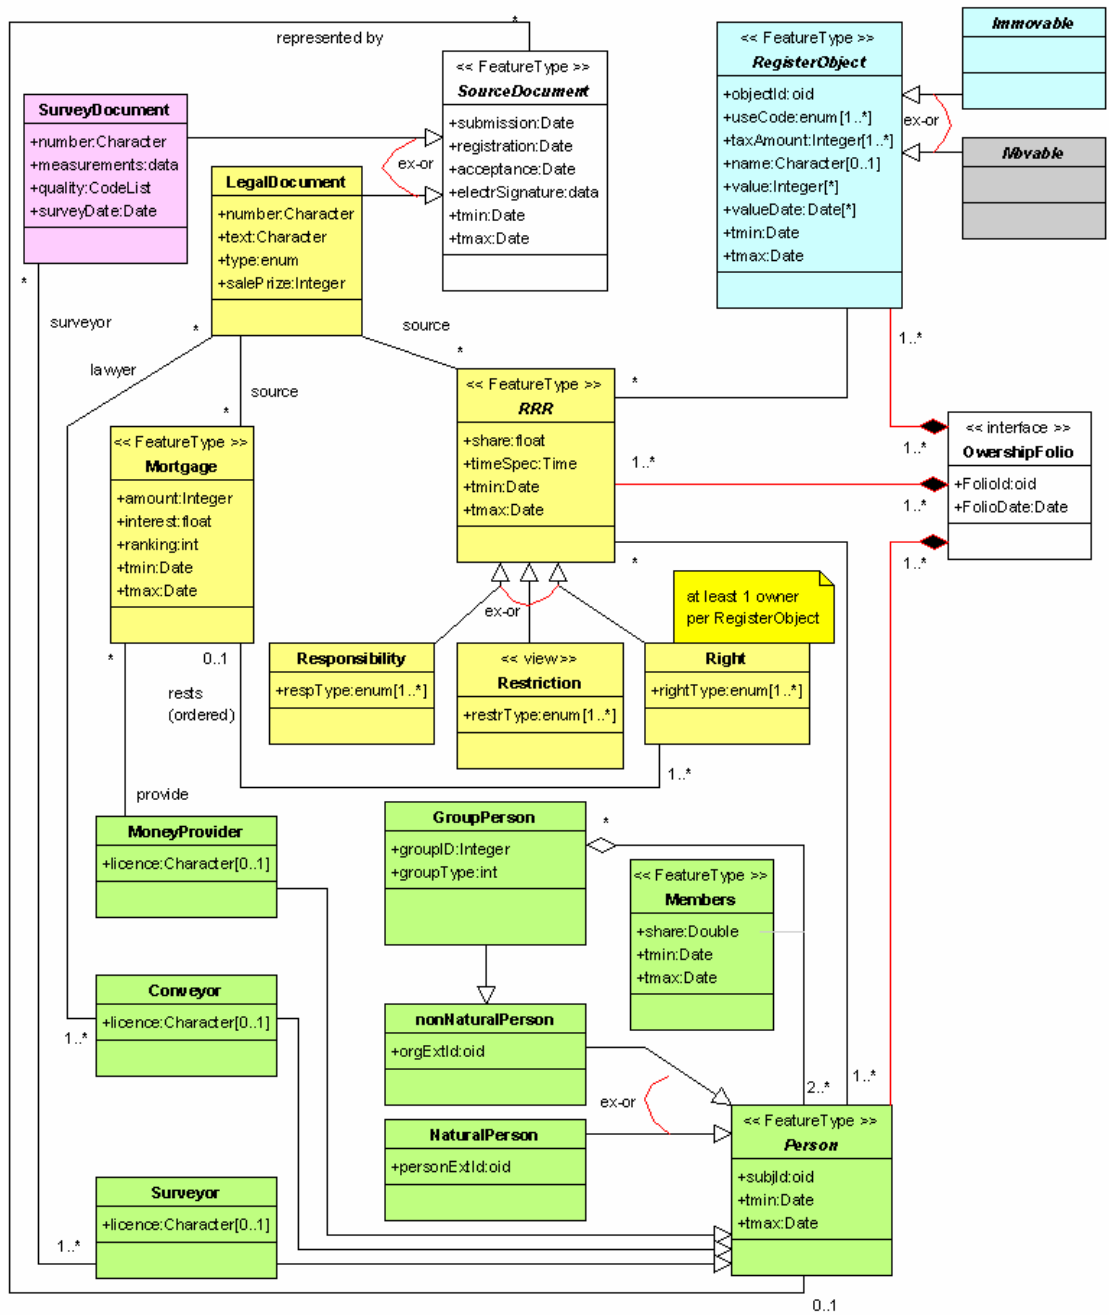 *
represented by
<< FeatureType >>
SourceDocument
+submission:Date
+registration:Date
+acceptance:Date
+electrSignature:data
+tmin:Date
+tmax:Date
<< FeatureType >>
RegisterObject
+objectId:oid
+useCode:enum[1..*]
+taxAmount:Integer[1..*]
+name:Character[0..1]
+value:Integer[*]
+valueDate:Date[*]
+tmin:Date
+tmax:Date
Immovable
ex-or
Movable
SurveyDocument
+number:Character
+measurements:data
+quality:CodeList
+surveyDate:Date
ex-or
LegalDocument
+number:Character
+text:Character
+type:enum
+salePrize:Integer
*
surveyor
*
lawyer
source
*
source
*
*
1..*
<< FeatureType >>
RRR
+share:float
+timeSpec:Time
+tmin:Date
+tmax:Date
<< interface >>
OwershipFolio
+FolioId:oid
+FolioDate:Date
1..*
1..*
1..*
1..*
*
<< FeatureType >>
Mortgage
+amount:Integer
+interest:float
+ranking:int
+tmin:Date
+tmax:Date
ex-or
at least 1 owner
per RegisterObject
*
0..1
rests
(ordered)
Responsibility
+respType:enum[1..*]
<< view>>
Restriction
+restrType:enum[1..*]
Right
+rightType:enum[1..*]
1..*
provide
MoneyProvider
+licence:Character[0..1]
GroupPerson
+groupID:Integer
+groupType:int
*
<< FeatureType >>
Members
+share:Double
+tmin:Date
+tmax:Date
Conveyor
+licence:Character[0..1]
1..*
nonNaturalPerson
+orgExtId:oid
2..*
1..*
ex-or
NaturalPerson
+personExtId:oid
<< FeatureType >>
Person
+subjId:oid
+tmin:Date
+tmax:Date
Surveyor
+licence:Character[0..1]
1..*
0..1